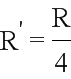 R' = R/4